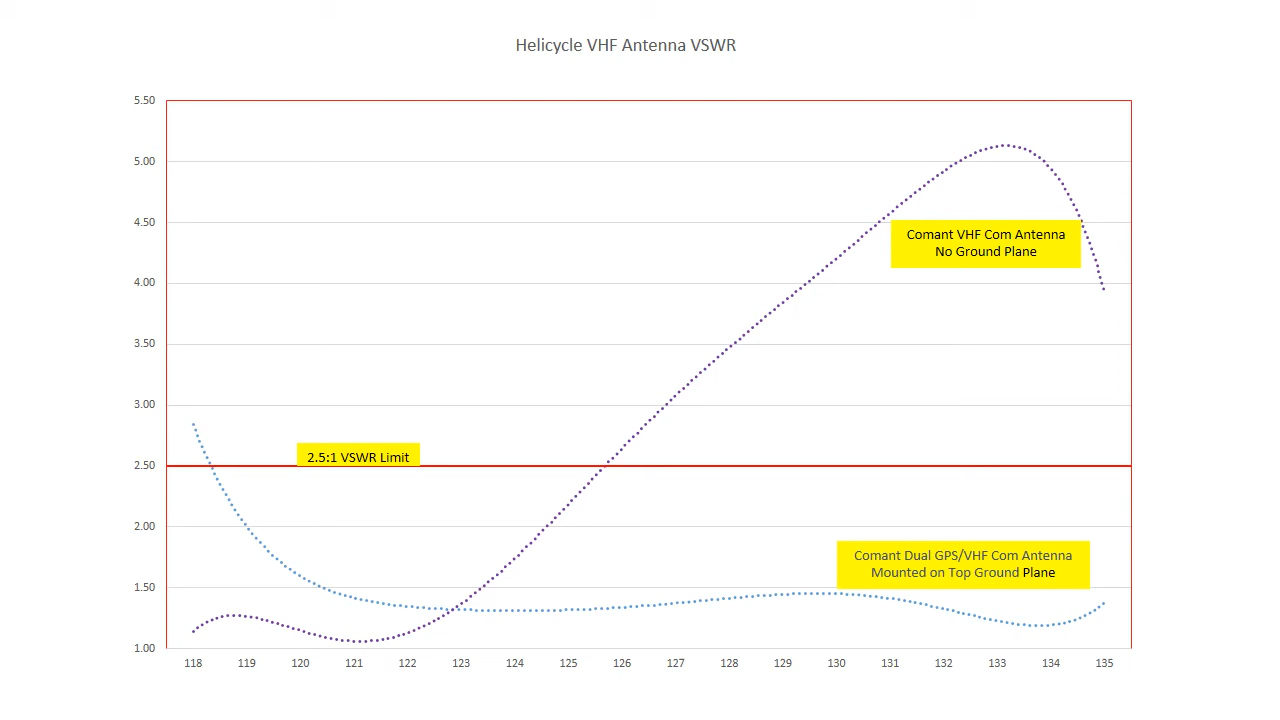 Helicycle VHF Antenna VSWR
5.50
5.00
4.50
4.00
3.50
3.00
2.50
2.00
1.50
1.00
Comant VHF Com Antenna
No Ground Plane
2.5:1 VSWR Limit
Comant Dual GPS/VHF Com Antenna
Mounted on Top Ground Plane
118 119 120 121 122 123 124 125 126 127 128 129 130 131 132 133 134 135